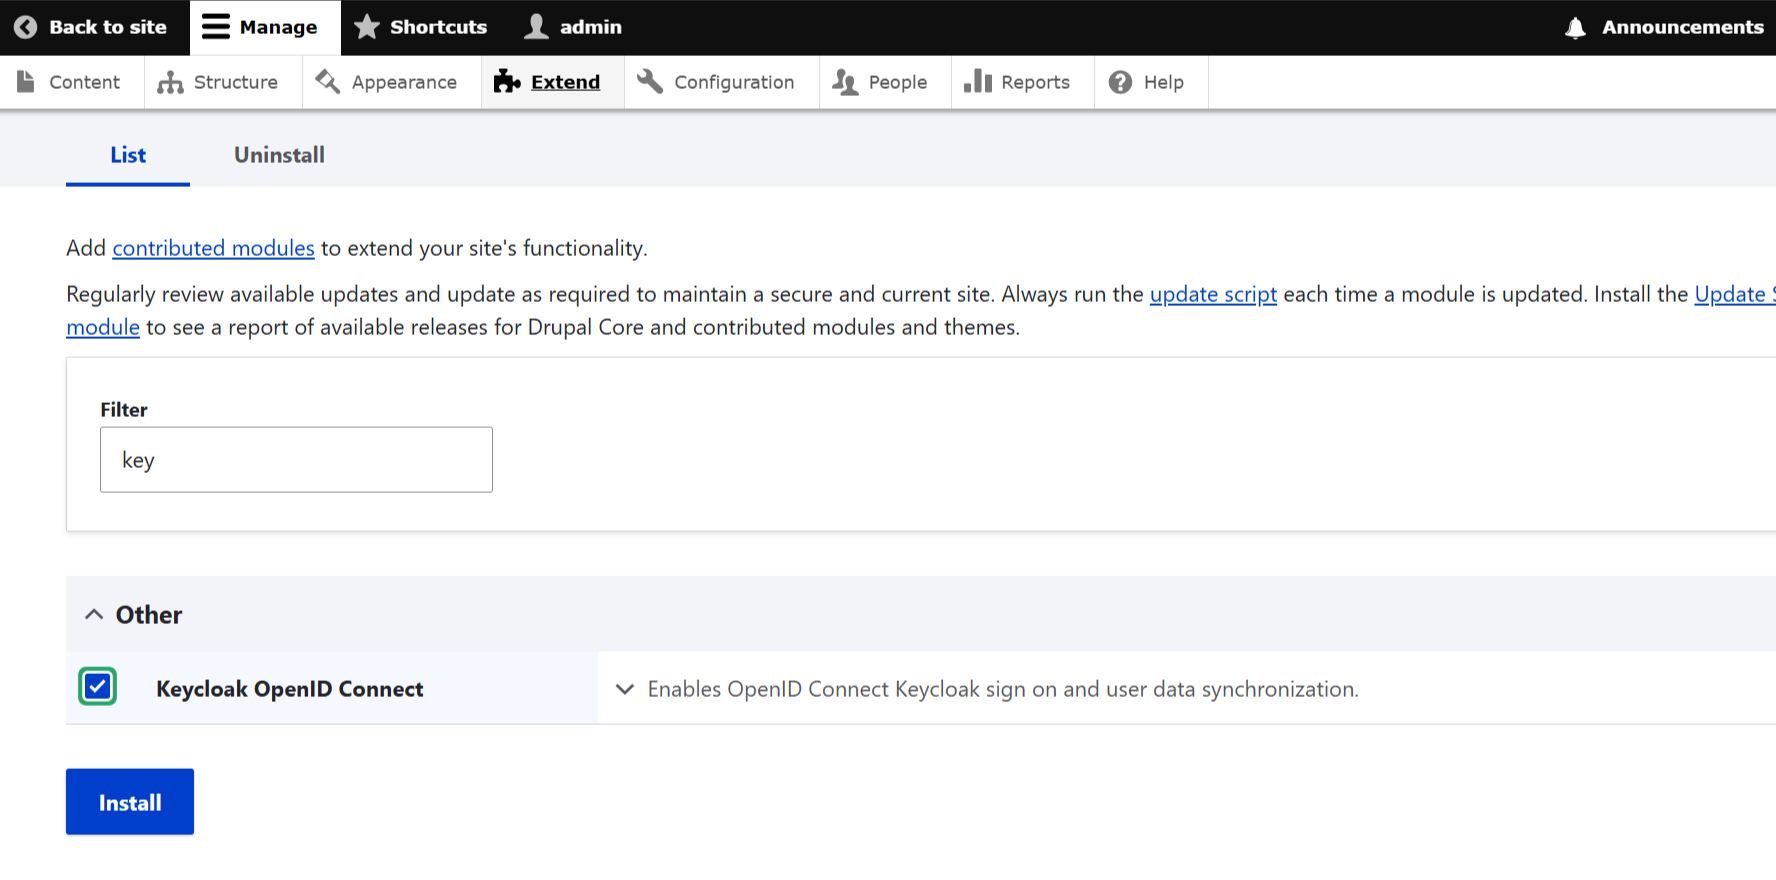 Back to site Manage Shortcuts admin Announcements
Content Structure Appearance Extend Configuration People Reports Help
List Uninstall
Add contributed modules to extend your site's functionality.
Regularly review available updates and update as required to maintain a secure and current site. Always run the update script each time a module is updated. Install the Update S
module to see a report of available releases for Drupal Core and contributed modules and themes.
Filter
key
Other
Keycloak OpenID Connect Enables OpenID Connect Keycloak sign on and user data synchronization.
Install